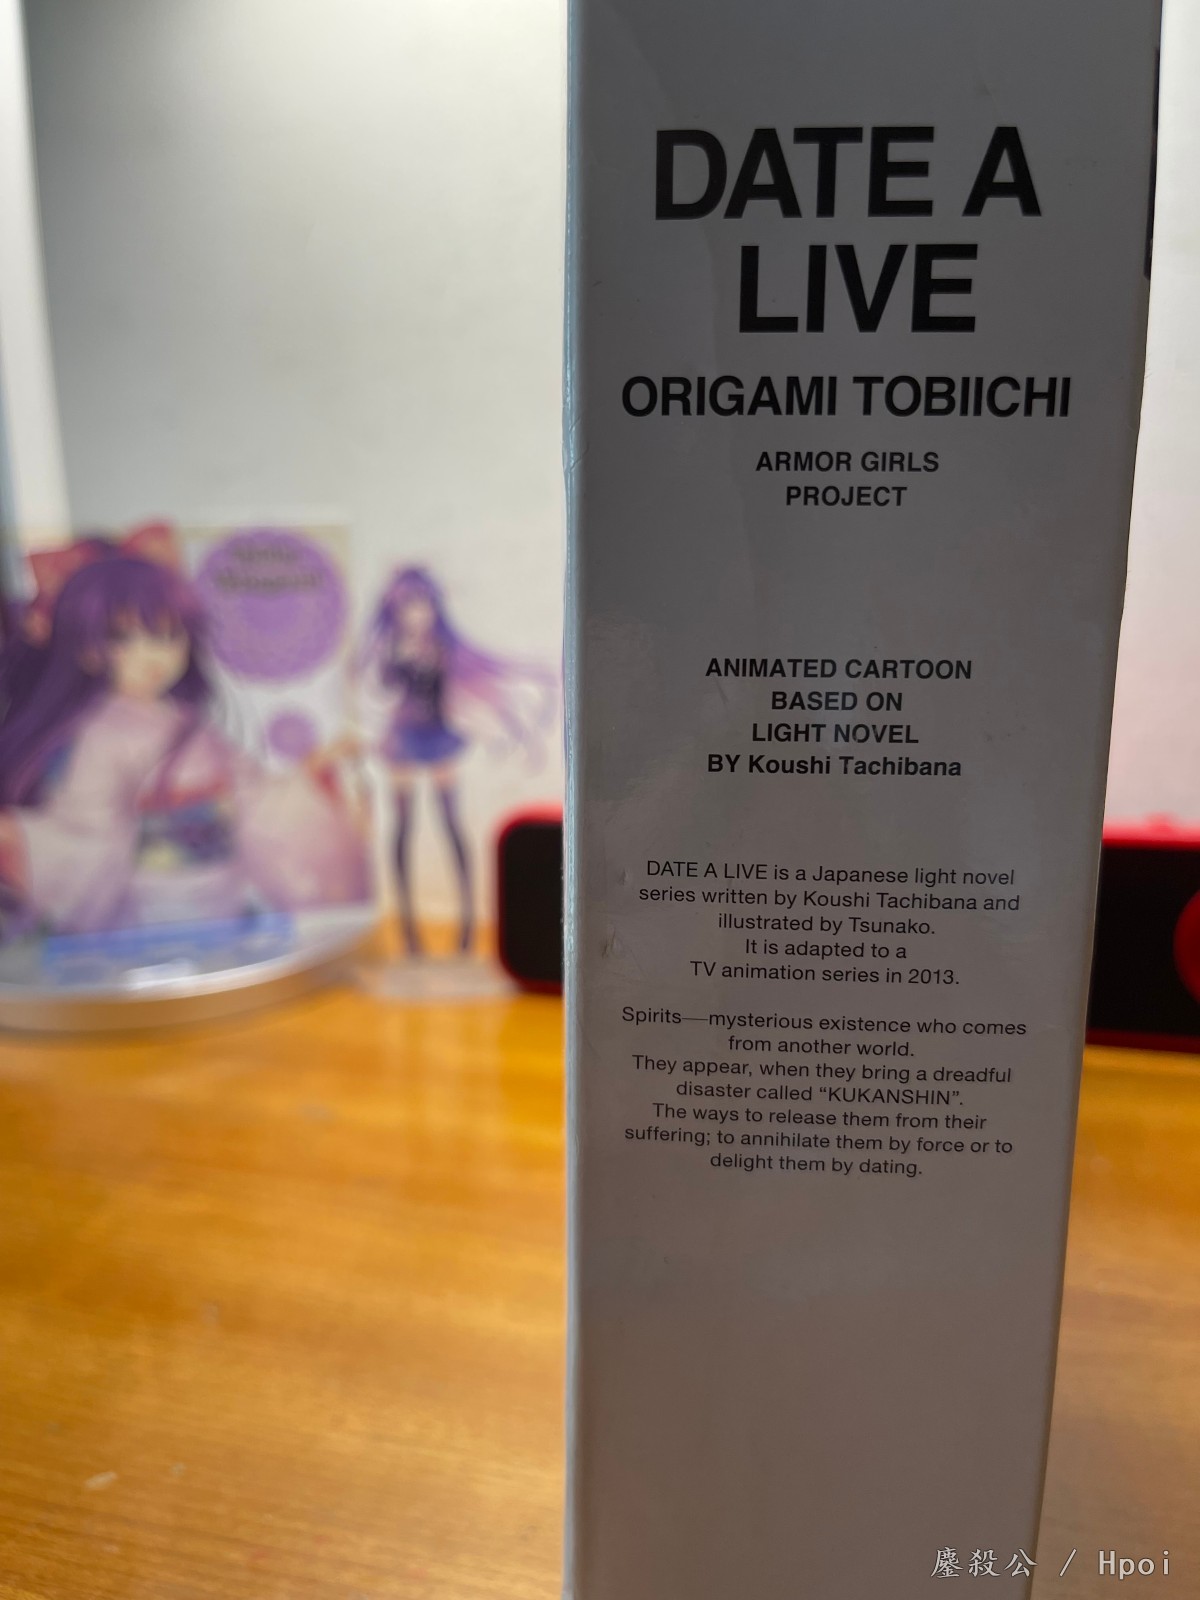 DATE A
LIVE
ORIGAMI TOBIICHI
ARMOR GIRLS
PROJECT
ANIMATED CARTOON
BASED ON
LIGHT NOVEL
BY Koushi Tachibana
DATE A LIVE is a Japanese light novel
series written by Koushi Tachibana and
illustrated by Tsunako.
It is adapted to a
TV animation series in 2013.
Spirits—mysterious existence who comes
from another world.
They appear, when they bring a dreadful
disaster called “KUKANSHIN”.
The ways to release them from their
suffering; to annihilate them by force or to
delight them by dating.
鏖殺公 / Hpoi